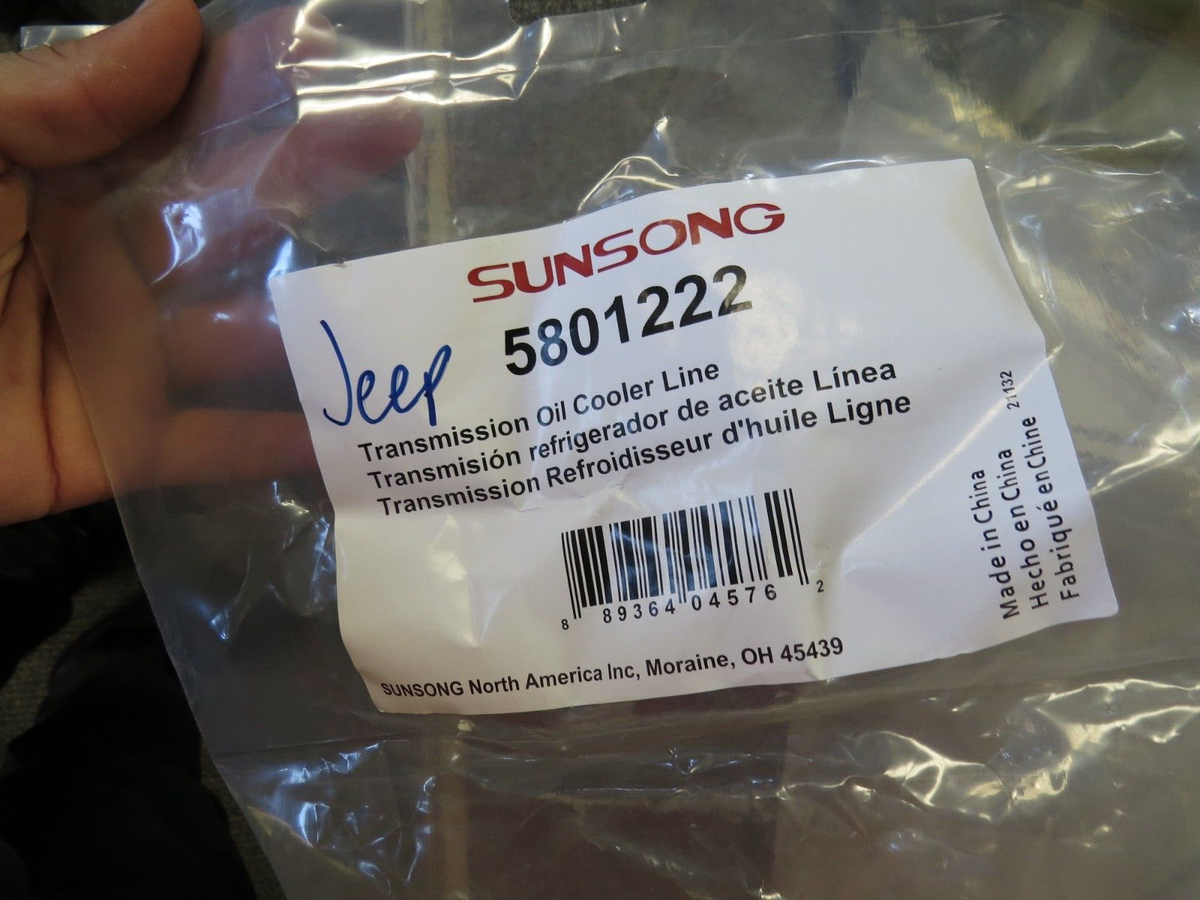 SUNSONG
5801222
Jeep
Transmission Oil Cooler Line
Transmisión refrigerador de aceite Línea
Transmission Refroidisseur d'huile Ligne
8 89364 04576 2
SUNSONG North America Inc, Moraine, OH 45439
Made in China
Hecho en China
Fabriqué en Chine
21132